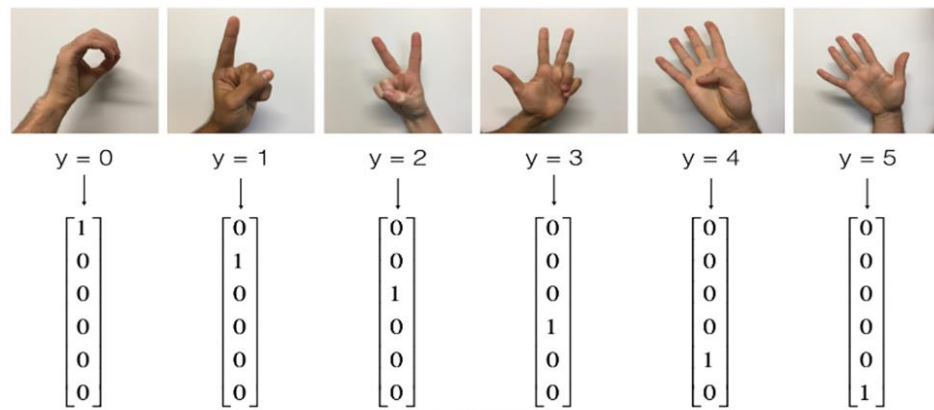 y = 0 y = 1 y = 2 y = 3 y = 4 y = 5
1 0 0 0 0 0
0 1 0 0 0 0
0 0 1 0 0 0
0 0 0 1 0 0
0 0 0 0 1 0
0 0 0 0 0 1